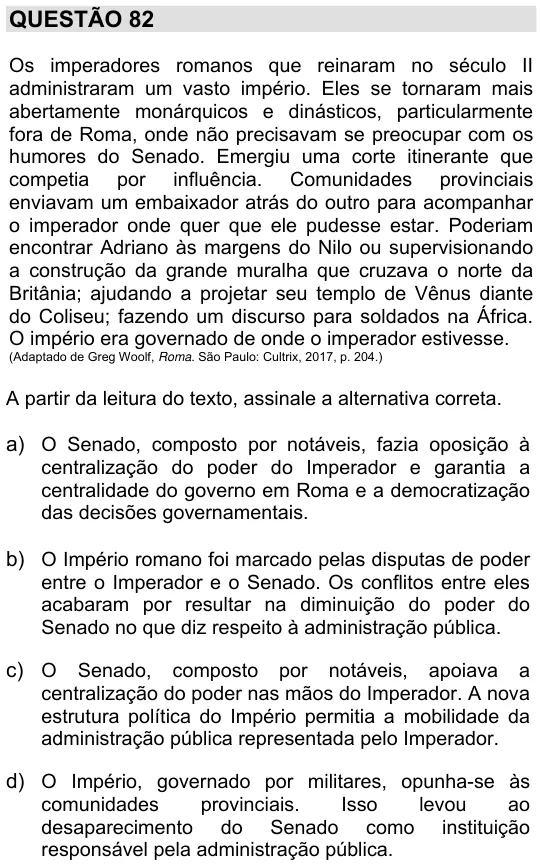 QUESTÃO 82
Os imperadores romanos que reinaram no século II
administraram um vasto império. Eles se tornaram mais
abertamente monárquicos e dinásticos, particularmente
fora de Roma, onde não precisavam se preocupar com os
humores do Senado. Emergiu uma corte itinerante que
competia por influência. Comunidades provinciais
enviavam um embaixador atrás do outro para acompanhar
o imperador onde quer que ele pudesse estar. Poderiam
encontrar Adriano às margens do Nilo ou supervisionando
a construção da grande muralha que cruzava o norte da
Britânia; ajudando a projetar seu templo de Vênus diante
do Coliseu; fazendo um discurso para soldados na África.
O império era governado de onde o imperador estivesse.
(Adaptado de Greg Woolf, Roma. São Paulo: Cultrix, 2017, p. 204.)
A partir da leitura do texto, assinale a alternativa correta.
a) O Senado, composto por notáveis, fazia oposição à
centralização do poder do Imperador e garantia a
centralidade do governo em Roma e a democratização
das decisões governamentais.
b) O Império romano foi marcado pelas disputas de poder
entre o Imperador e o Senado. Os conflitos entre eles
acabaram por resultar na diminuição do poder do
Senado no que diz respeito à administração pública.
c) O Senado, composto por notáveis, apoiava a
centralização do poder nas mãos do Imperador. A nova
estrutura política do Império permitia a mobilidade da
administração pública representada pelo Imperador.
d) O Império, governado por militares, opunha-se às
comunidades provinciais. Isso levou ao
desaparecimento do Senado como instituição
responsável pela administração pública.